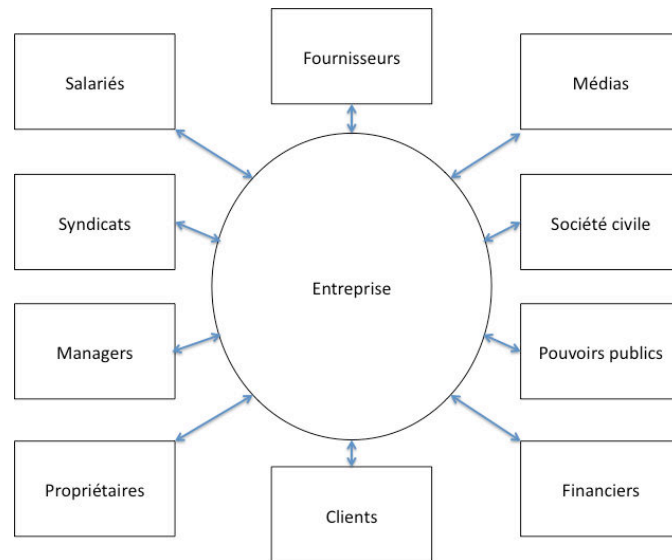 Fournisseurs
Salariés
Médias
Syndicats
Société civile
Entreprise
Managers
Pouvoirs publics
Propriétaires
Financiers
Clients